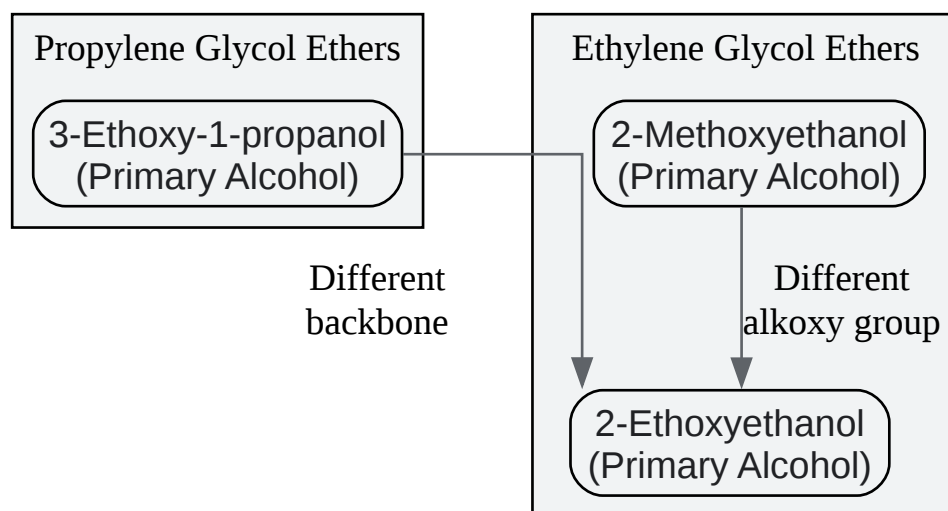 Propylene Glycol Ethers
3-Ethoxy-1-propanol
(Primary Alcohol)
Ethylene Glycol Ethers
2-Methoxyethanol
(Primary Alcohol)
Different
backbone
Different
alkoxy group
2-Ethoxyethanol
(Primary Alcohol)